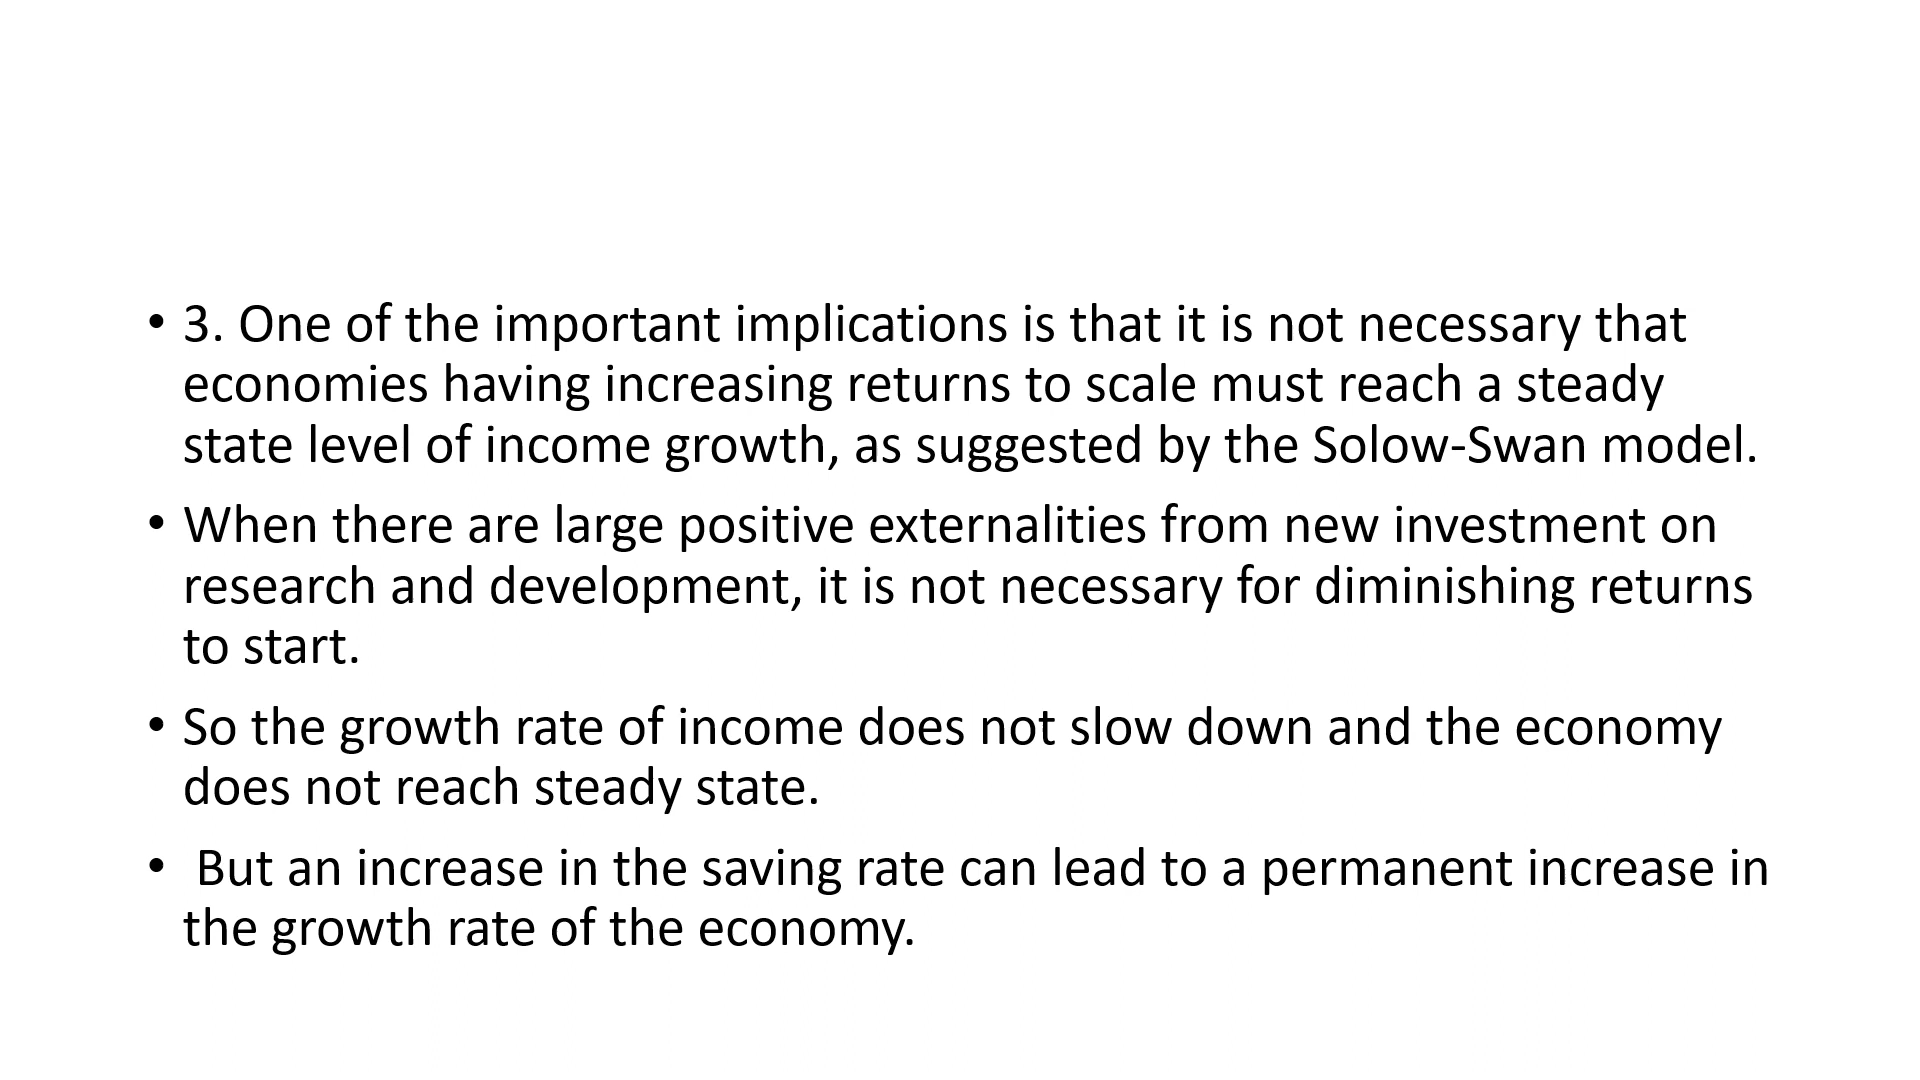 • 3. One of the important implications is that it is not necessary that
economies having increasing returns to scale must reach a steady
state level of income growth, as suggested by the Solow-Swan model.
• When there are large positive externalities from new investment on
research and development, it is not necessary for diminishing returns
to start.
• So the growth rate of income does not slow down and the economy
does not reach steady state.
• But an increase in the saving rate can lead to a permanent increase in
the growth rate of the economy.